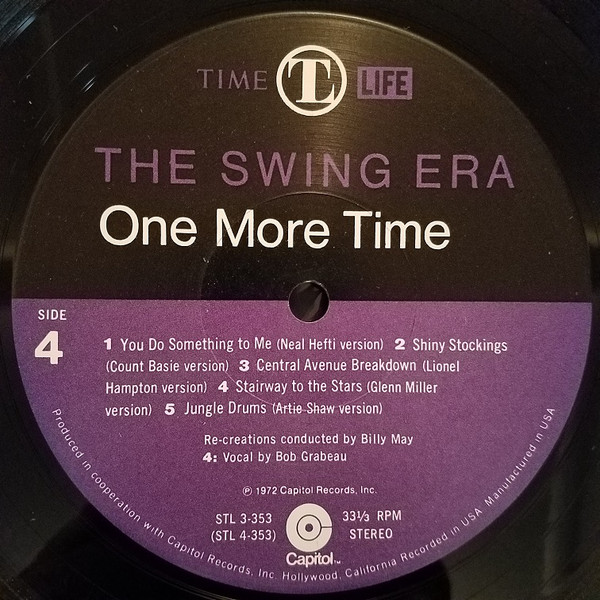 TIME TL LIFE
THE SWING ERA
One More Time
SIDE
4
1 You Do Something to Me (Neal Hefti version) 2 Shiny Stockings
(Count Basie version) 3 Central Avenue Breakdown (Lionel
Hampton version) 4 Stairway to the Stars (Glenn Miller
version) 5 Jungle Drums (Artie Shaw version)
Re-creations conducted by Billy May
4: Vocal by Bob Grabeau
℗ 1972 Capitol Records, Inc.
STL 3-353
(STL 4-353)
33⅓ RPM
STEREO
Capitol™
Produced in cooperation with Capitol Records, Inc. Hollywood, California Recorded in USA. Manufactured in USA